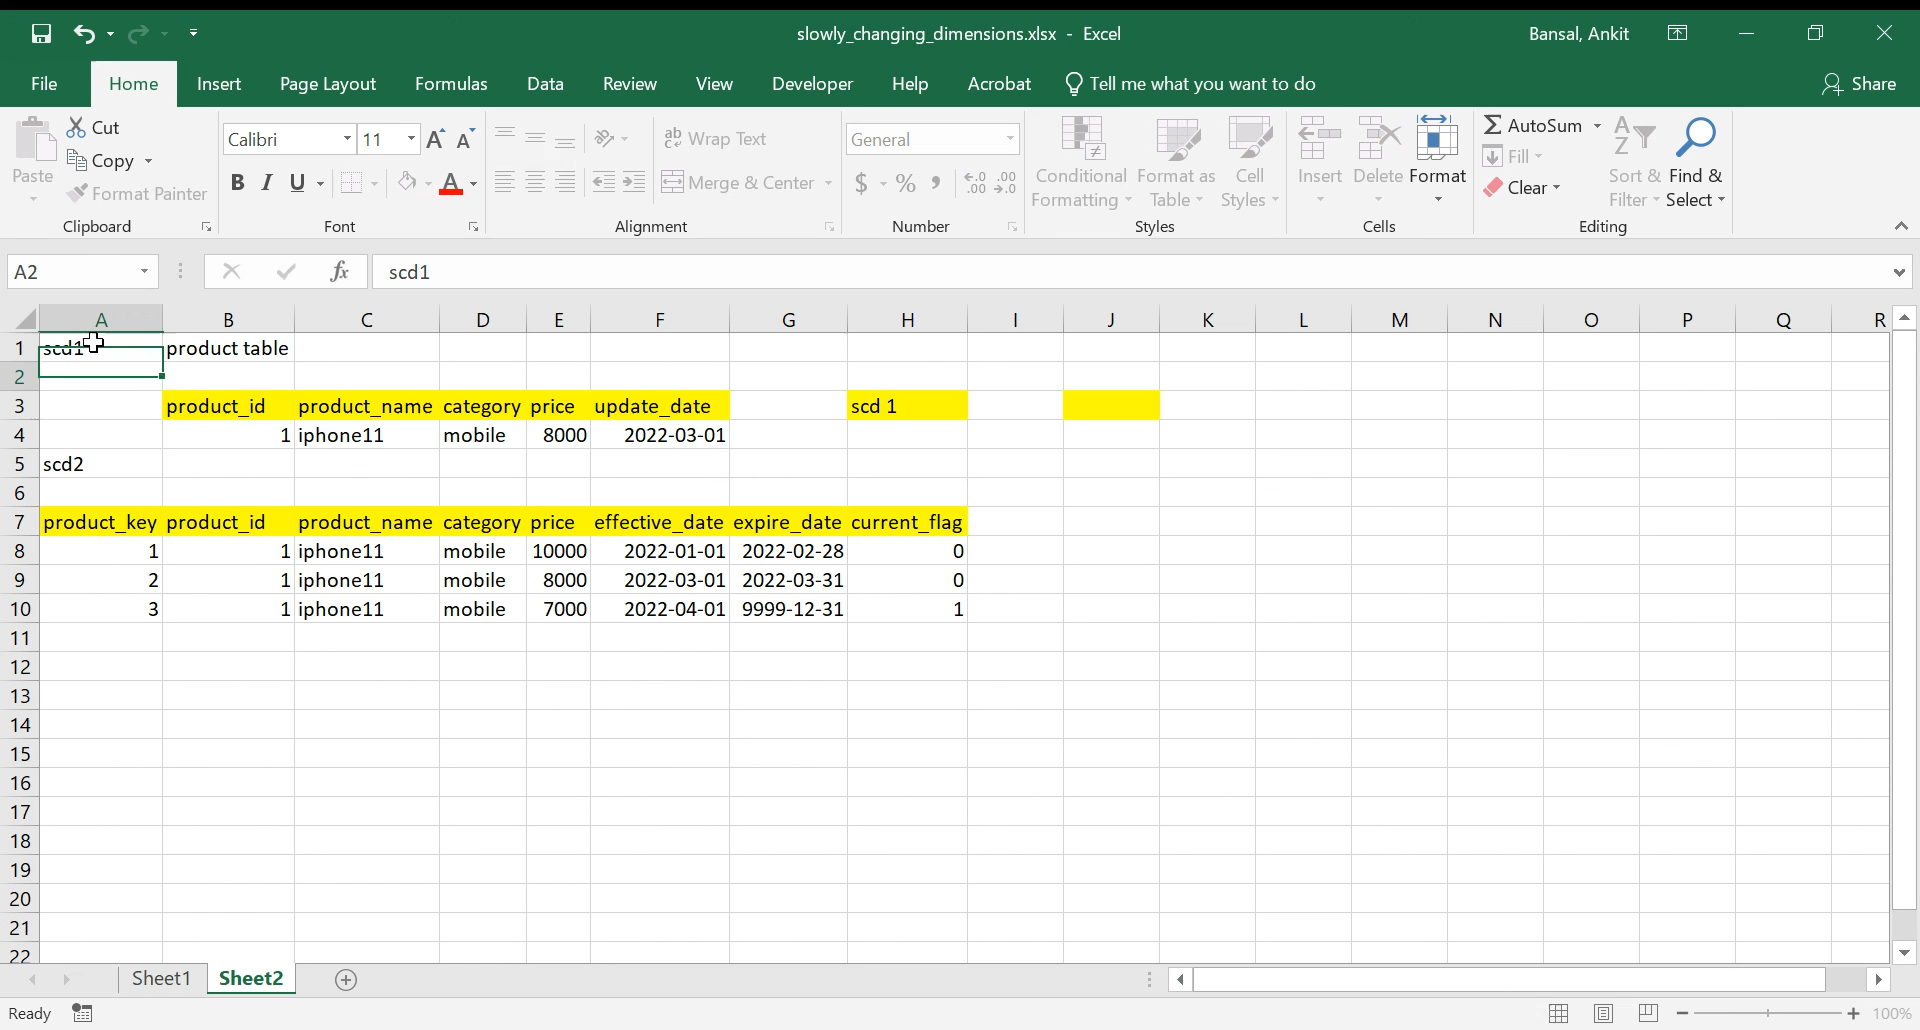 slowly_changing_dimensions.xlsx - Excel
Bansal, Ankit
File Home Insert Page Layout Formulas Data Review View Developer Help Acrobat Tell me what you want to do Share
Paste
Cut
Copy
Format Painter
Clipboard
Calibri 11
B I U A
Font
Wrap Text
Merge & Center
Alignment
General
$ % , .00 .00
Number
Conditional Formatting
Format as Table
Cell Styles
Styles
Insert Delete Format
Cells
AutoSum
Fill
Clear
Sort & Filter
Find & Select
Editing
A2 fx scd1
A B C D E F G H I J K L M N O P Q R
1 scd1 product table
2
3 product_id product_name category price update_date scd 1
4 1 iphone11 mobile 8000 2022-03-01
5 scd2
6
7 product_key product_id product_name category price effective_date expire_date current_flag
8 1 1 iphone11 mobile 10000 2022-01-01 2022-02-28 0
9 2 1 iphone11 mobile 8000 2022-03-01 2022-03-31 0
10 3 1 iphone11 mobile 7000 2022-04-01 9999-12-31 1
11
12
13
14
15
16
17
18
19
20
21
22
Sheet1 Sheet2
Ready
100%